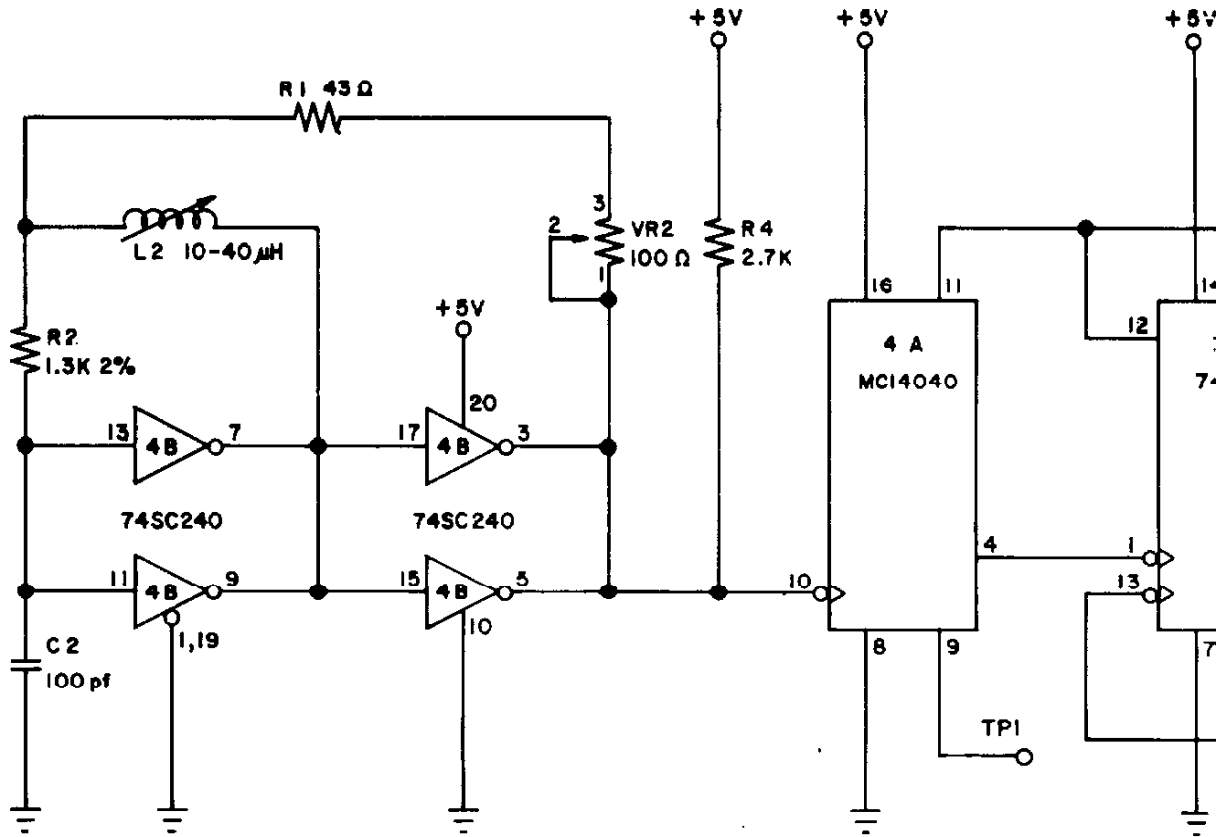 +5V
+5V
+5V
R1 43Ω
L2 10-40µH
3
2
1
VR2
100Ω
R4
2.7K
R2
1.3K 2%
+5V
20
16
11
14
12
4 A
MC14040
74
13
4B
7
17
4B
3
74SC240
74SC240
11
4B
9
15
4B
5
1,19
10
10
4
1
13
8
9
7
C2
100pf
TP1